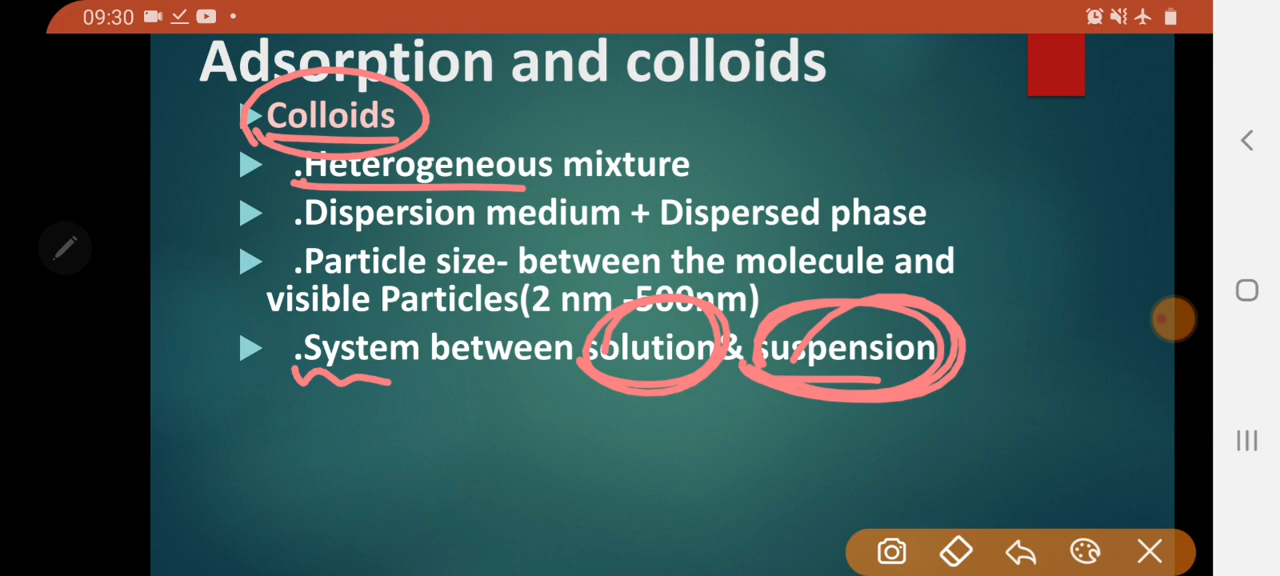 09:30
Adsorption and colloids
Colloids
.Heterogeneous mixture
.Dispersion medium + Dispersed phase
.Particle size- between the molecule and
visible Particles(2 nm -500nm)
.System between solution& suspension